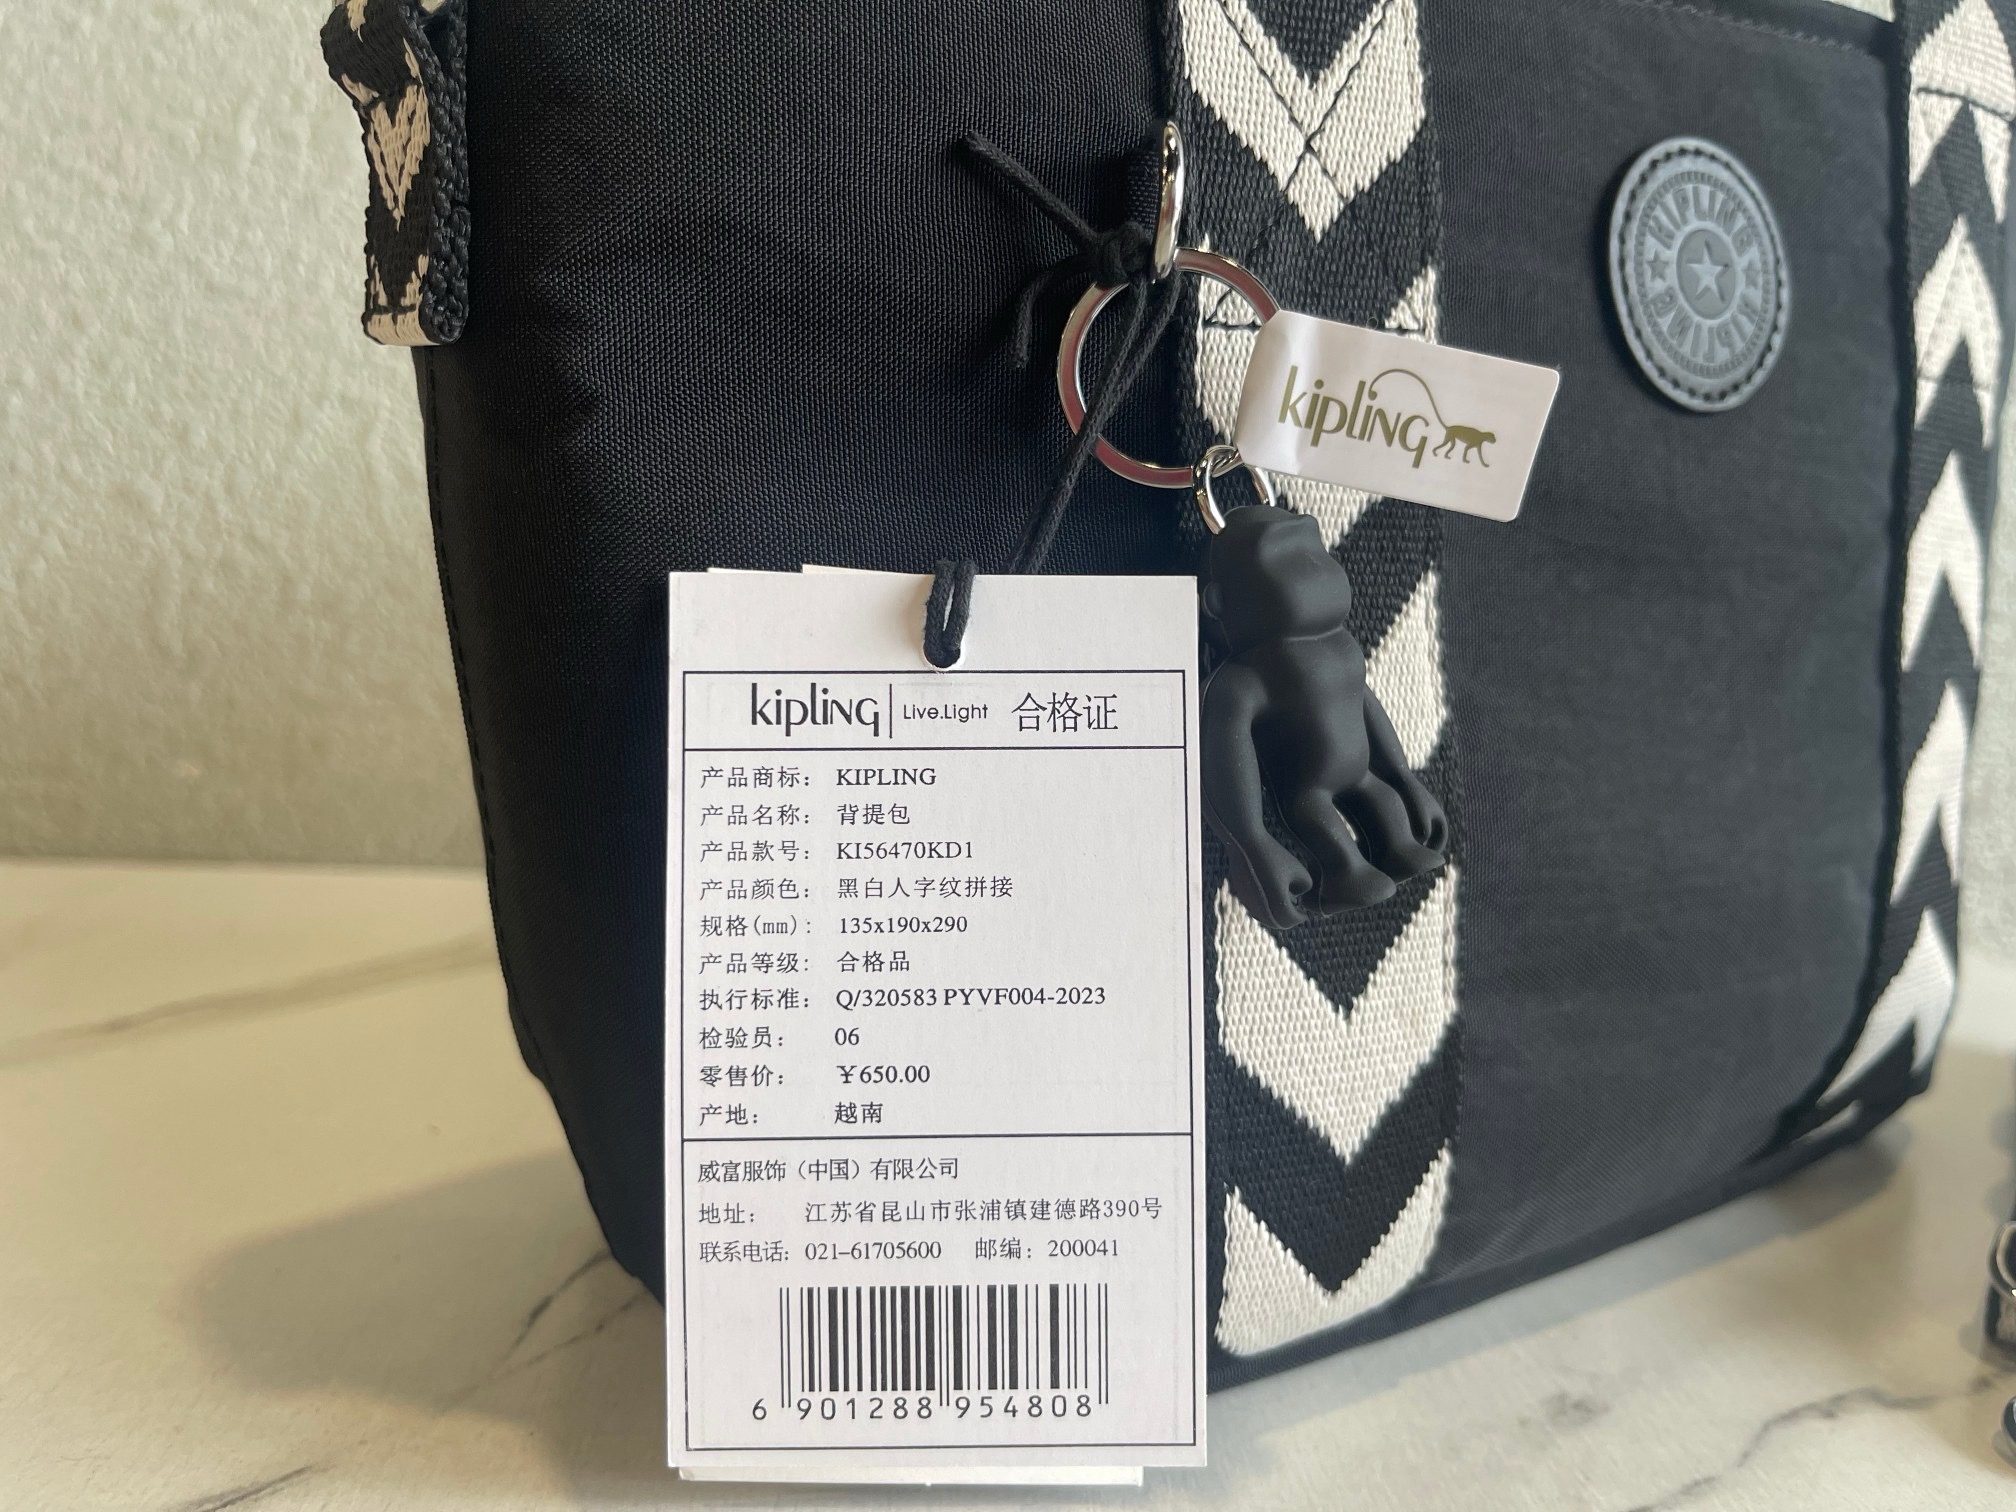 KIPLING
KIPLING
kipling
kipling Live.Light 合格证
产品商标: KIPLING
产品名称: 背提包
产品款号: KI56470KD1
产品颜色: 黑白人字纹拼接
规格(mm): 135x190x290
产品等级: 合格品
执行标准: Q/320583 PYVF004-2023
检验员: 06
零售价: ¥650.00
产地: 越南
威富服饰（中国）有限公司
地址: 江苏省昆山市张浦镇建德路390号
联系电话: 021-61705600 邮编: 200041
6 901288 954808